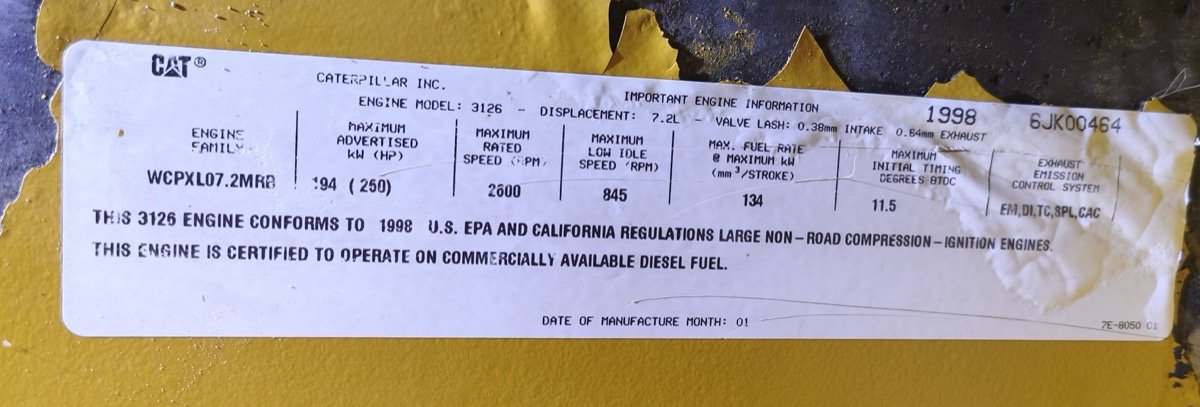 CAT®
CATERPILLAR INC.
IMPORTANT ENGINE INFORMATION
1998 6JK00464
ENGINE MODEL: 3126 - DISPLACEMENT: 7.2L - VALVE LASH: 0.38mm INTAKE 0.64mm EXHAUST
ENGINE
FAMILY
WCPXL07.2MRB
MAXIMUM
ADVERTISED
kW (HP)
194 (260)
MAXIMUM
RATED
SPEED (RPM)
2600
MAXIMUM
LOW IDLE
SPEED (RPM)
845
MAX. FUEL RATE
@ MAXIMUM kW
(mm³/STROKE)
134
MAXIMUM
INITIAL TIMING
DEGREES BTDC
11.5
EXHAUST
EMISSION
CONTROL SYSTEM
EM,DI,TC,SPL,CAC
THIS 3126 ENGINE CONFORMS TO 1998 U.S. EPA AND CALIFORNIA REGULATIONS LARGE NON-ROAD COMPRESSION-IGNITION ENGINES.
THIS ENGINE IS CERTIFIED TO OPERATE ON COMMERCIALLY AVAILABLE DIESEL FUEL.
DATE OF MANUFACTURE MONTH: 01
7E-8050 01